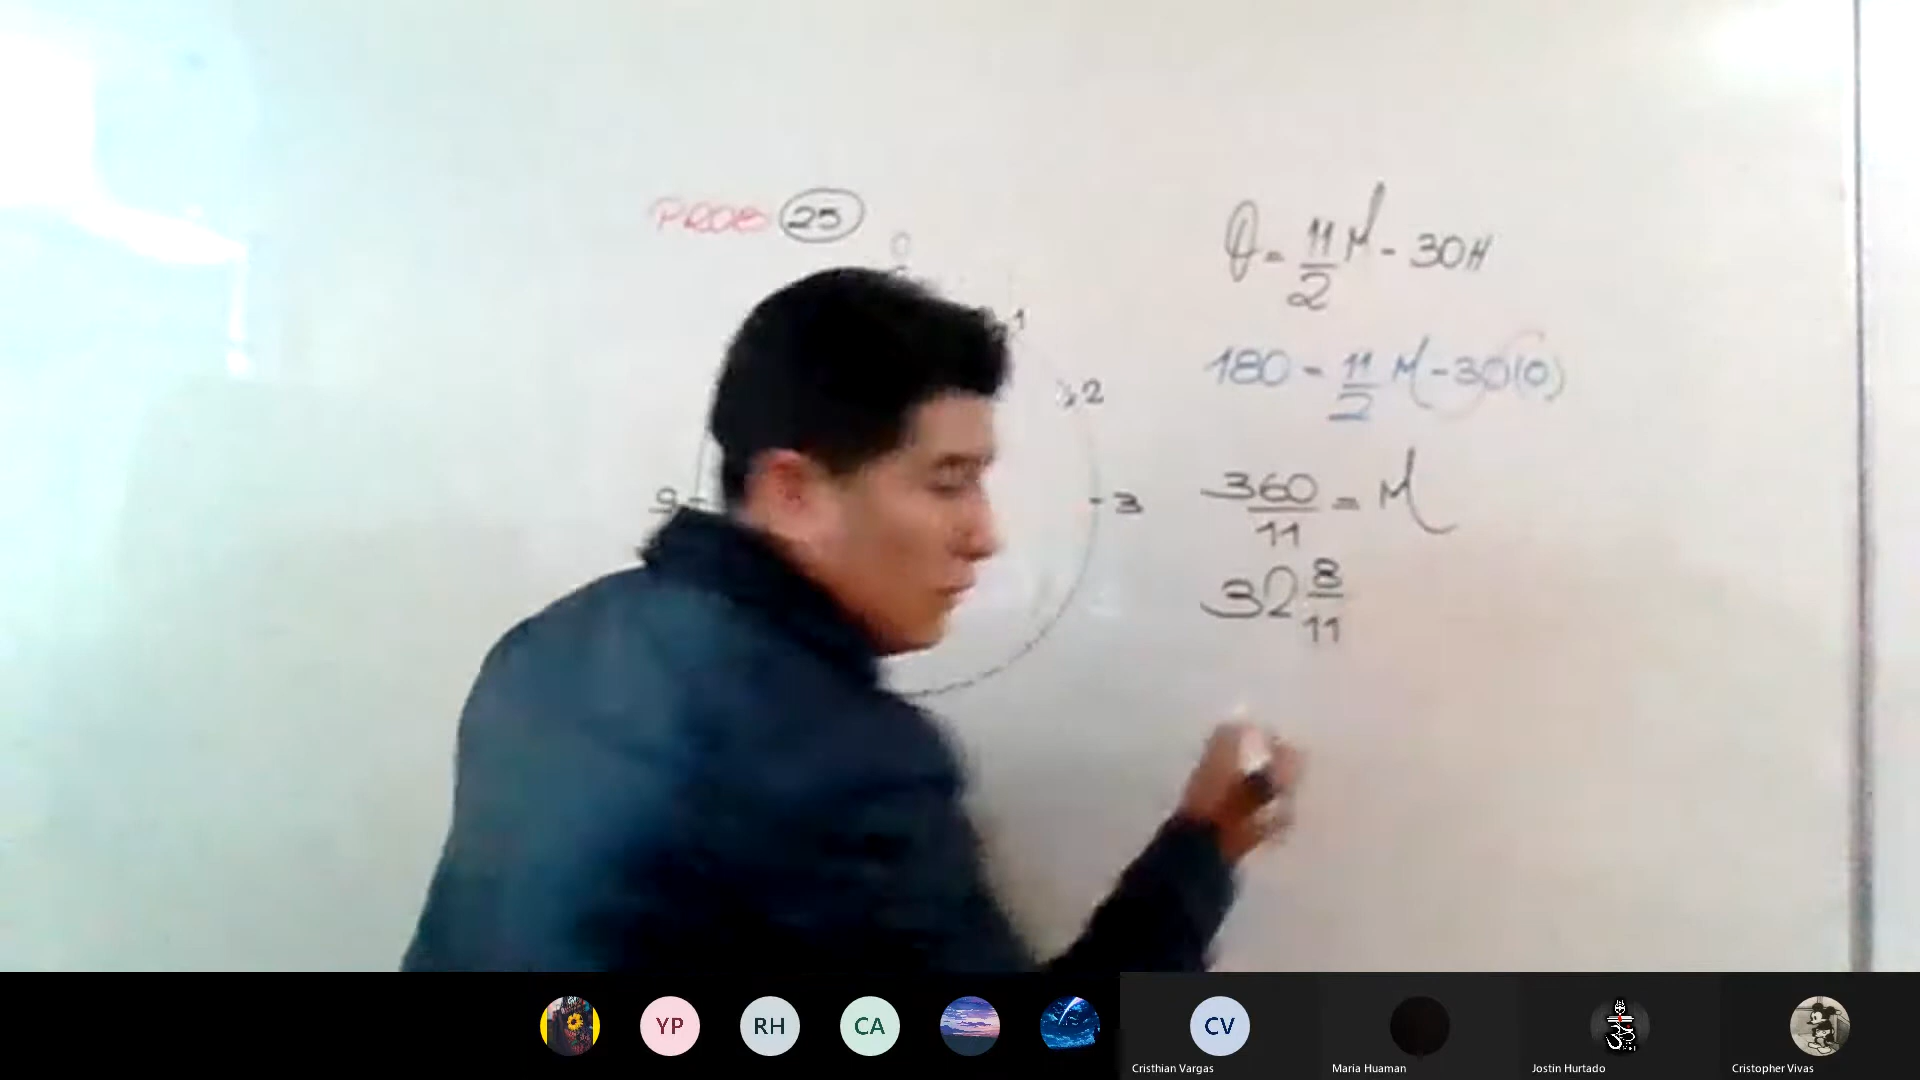 PROB 25
0
1
2
9
3
θ = 11/2 M - 30H
180 = 11/2 M - 30(0)
360/11 = M
32 8/11
YP
RH
CA
CV
Cristhian Vargas
Maria Huaman
Jostin Hurtado
Cristopher Vivas